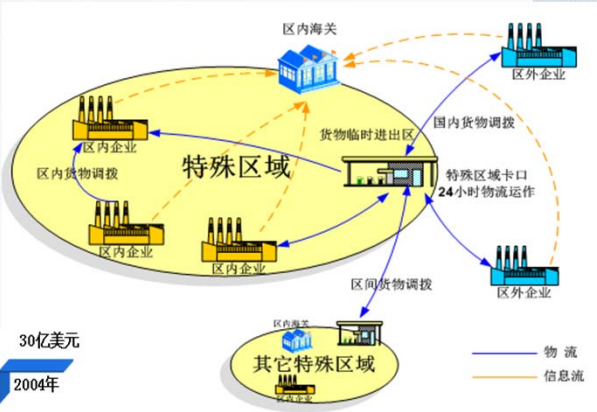 区内海关
区外企业
货物临时进出区
国内货物调拨
区内企业
区内货物调拨
特殊区域
特殊区域卡口
24小时物流运作
区内企业
区内企业
区间货物调拨
区外企业
区内海关
其它特殊区域
区内企业
30亿美元
2004年
物 流
信息流